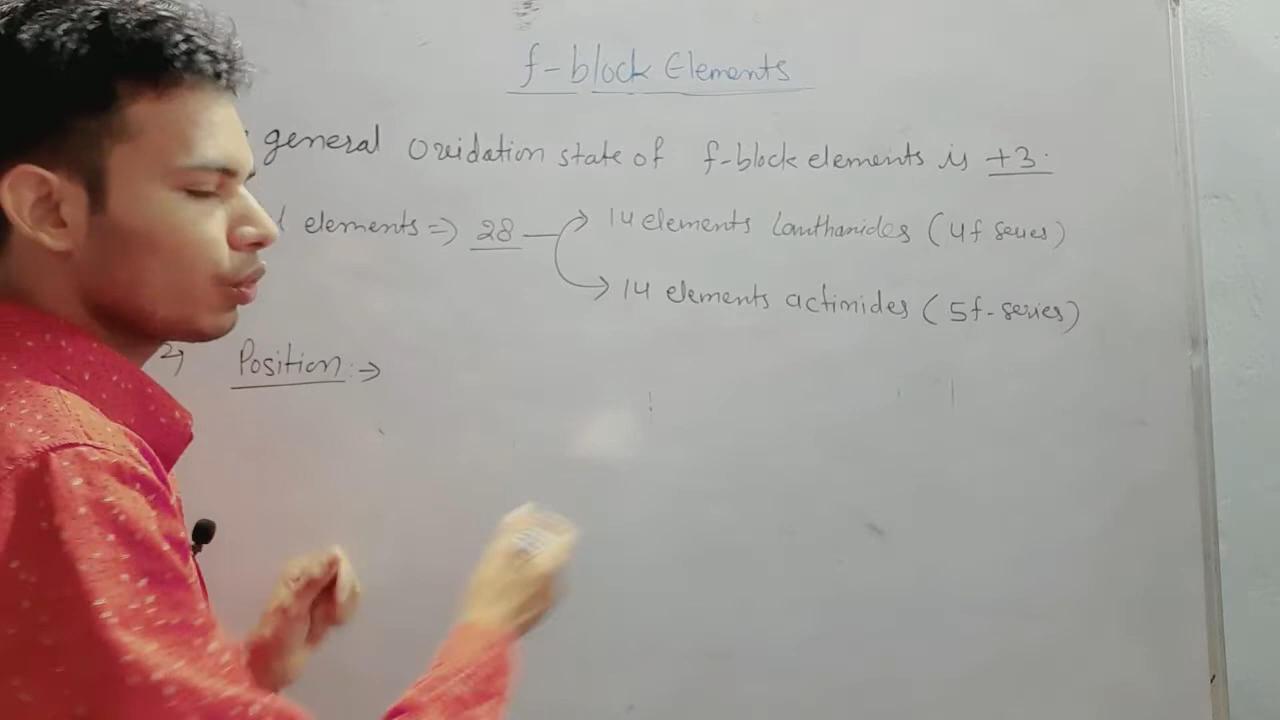 f-block Elements
general oxidation state of f-block elements is +3.
elements => 28 → 14 elements lanthanides (4f series)
→ 14 elements actinides (5f-series)
2) Position :->